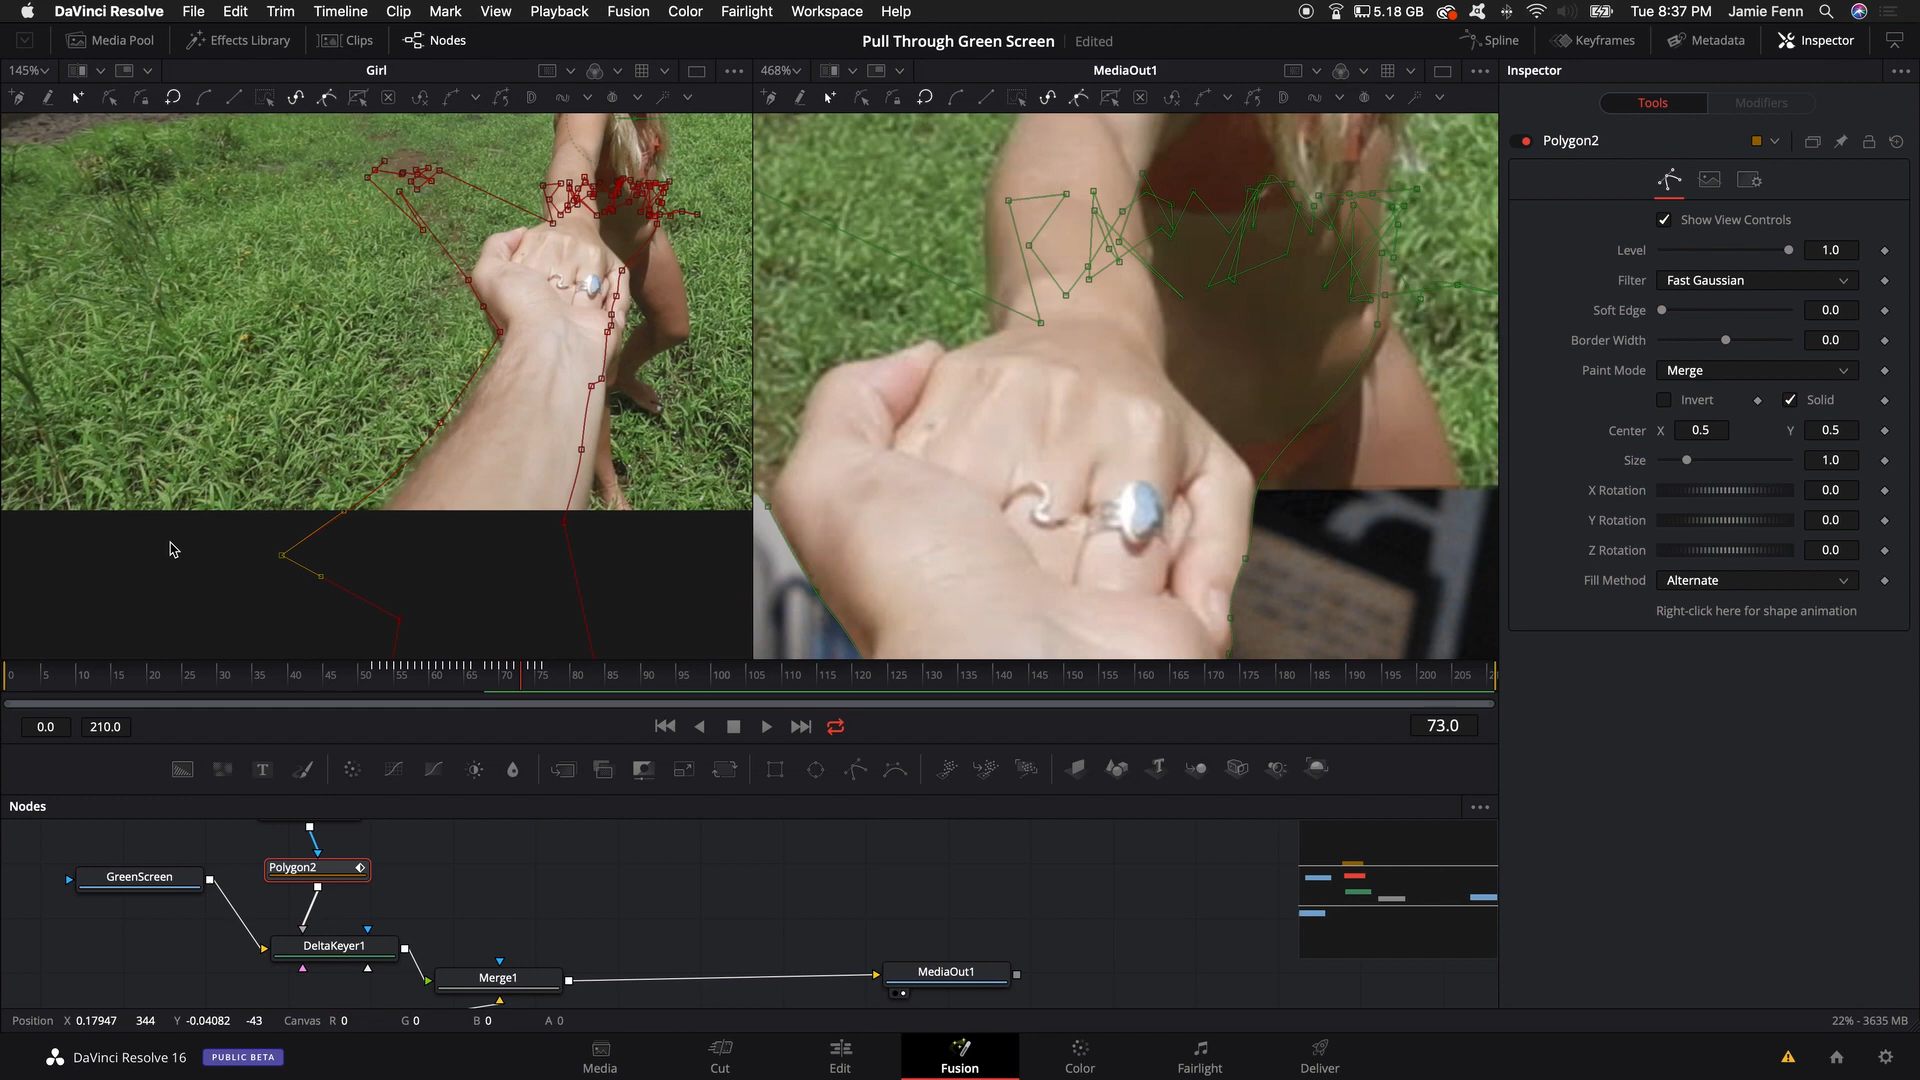 DaVinci Resolve File Edit Trim Timeline Clip Mark View Playback Fusion Color Fairlight Workspace Help 5.18 GB Tue 8:37 PM Jamie Fenn
Media Pool Effects Library Clips Nodes Pull Through Green Screen Edited Spline Keyframes Metadata Inspector
145% Girl 468% MediaOut1 Inspector
Tools Modifiers
Polygon2
Show View Controls
Level 1.0
Filter Fast Gaussian
Soft Edge 0.0
Border Width 0.0
Paint Mode Merge
Invert Solid
Center X 0.5 Y 0.5
Size 1.0
X Rotation 0.0
Y Rotation 0.0
Z Rotation 0.0
Fill Method Alternate
Right-click here for shape animation
0 5 10 15 20 25 30 35 40 45 50 55 60 65 70 75 80 85 90 95 100 105 110 115 120 125 130 135 140 145 150 155 160 165 170 175 180 185 190 195 200 205
0.0 210.0 73.0
Nodes
Polygon2
GreenScreen
DeltaKeyer1
Merge1
MediaOut1
Position X 0.17947 344 Y -0.04082 -43 Canvas R 0 G 0 B 0 A 0 22% - 3635 MB
DaVinci Resolve 16 PUBLIC BETA Media Cut Edit Fusion Color Fairlight Deliver